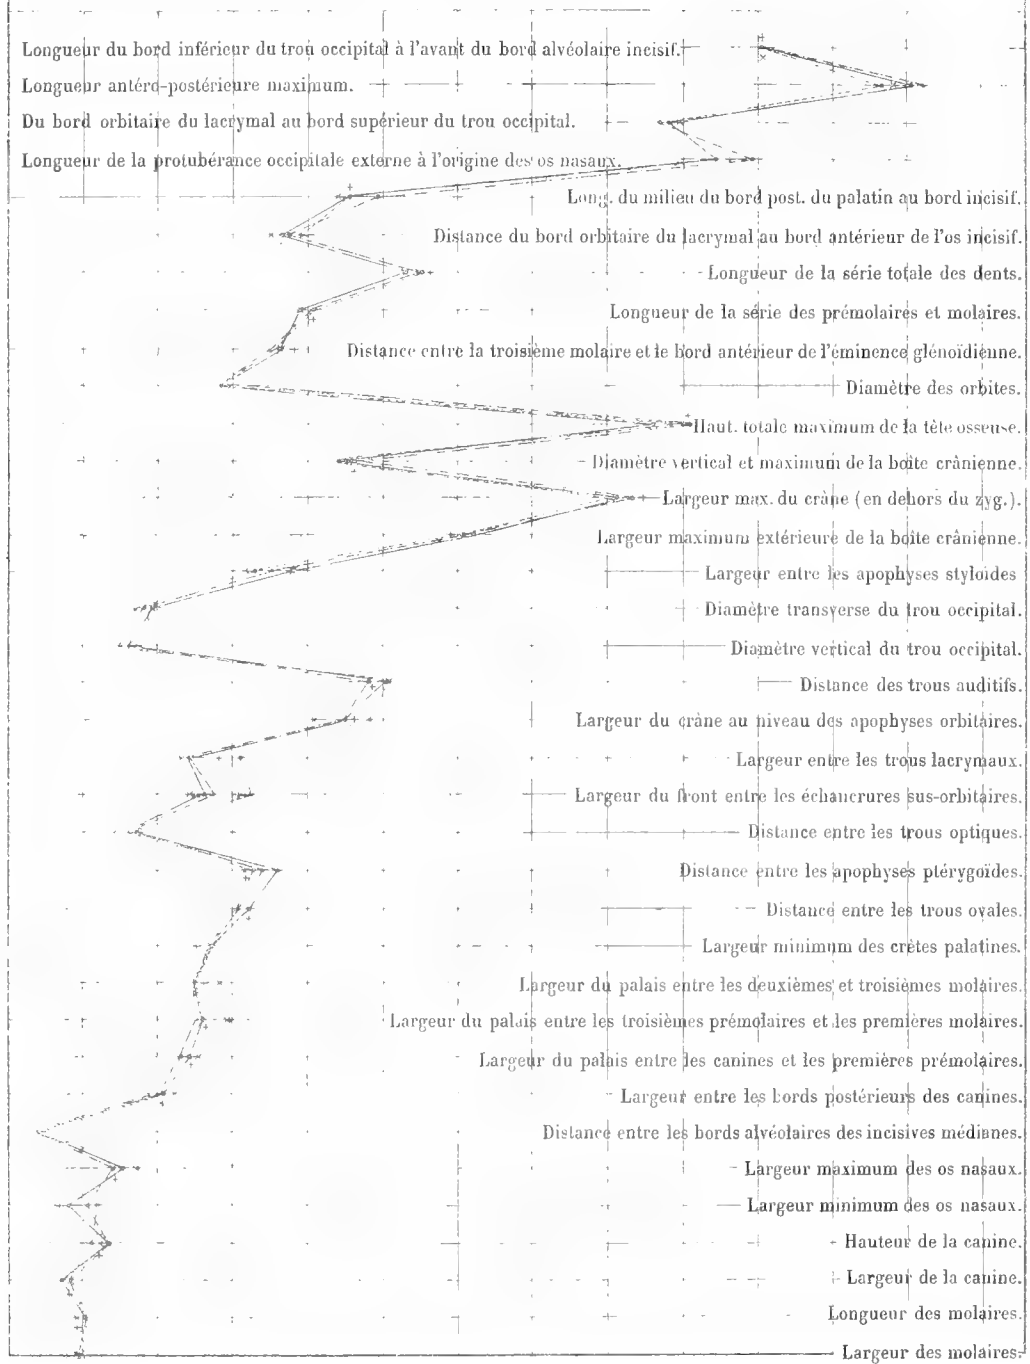 Longueur du bord inférieur du trou occipital à l'avant du bord alvéolaire incisif.
Longueur antéro-postérieure maximum.
Du bord orbitaire du lacrymal au bord supérieur du trou occipital.
Longueur de la protubérance occipitale externe à l'origine des os nasaux.
Long. du milieu du bord post. du palatin au bord incisif.
Distance du bord orbitaire du lacrymal au bord antérieur de l'os incisif.
Longueur de la série totale des dents.
Longueur de la série des prémolaires et molaires.
Distance entre la troisième molaire et le bord antérieur de l'éminence glénoïdienne.
Diamètre des orbites.
Haut. totale maximum de la tête osseuse.
Diamètre vertical et maximum de la boîte crânienne.
Largeur max. du crâne (en dehors du zyg.).
Largeur maximum extérieure de la boîte crânienne.
Largeur entre les apophyses styloïdes
Diamètre transverse du trou occipital.
Diamètre vertical du trou occipital.
Distance des trous auditifs.
Largeur du crâne au niveau des apophyses orbitaires.
Largeur entre les trous lacrymaux.
Largeur du front entre les échancrures sus-orbitaires.
Distance entre les trous optiques.
Distance entre les apophyses ptérygoïdes.
Distance entre les trous ovales.
Largeur minimum des crêtes palatines.
Largeur du palais entre les deuxièmes et troisièmes molaires.
Largeur du palais entre les troisièmes prémolaires et les premières molaires.
Largeur du palais entre les canines et les premières prémolaires.
Largeur entre les bords postérieurs des canines.
Distance entre les bords alvéolaires des incisives médianes.
Largeur maximum des os nasaux.
Largeur minimum des os nasaux.
Hauteur de la canine.
Largeur de la canine.
Longueur des molaires.
Largeur des molaires.